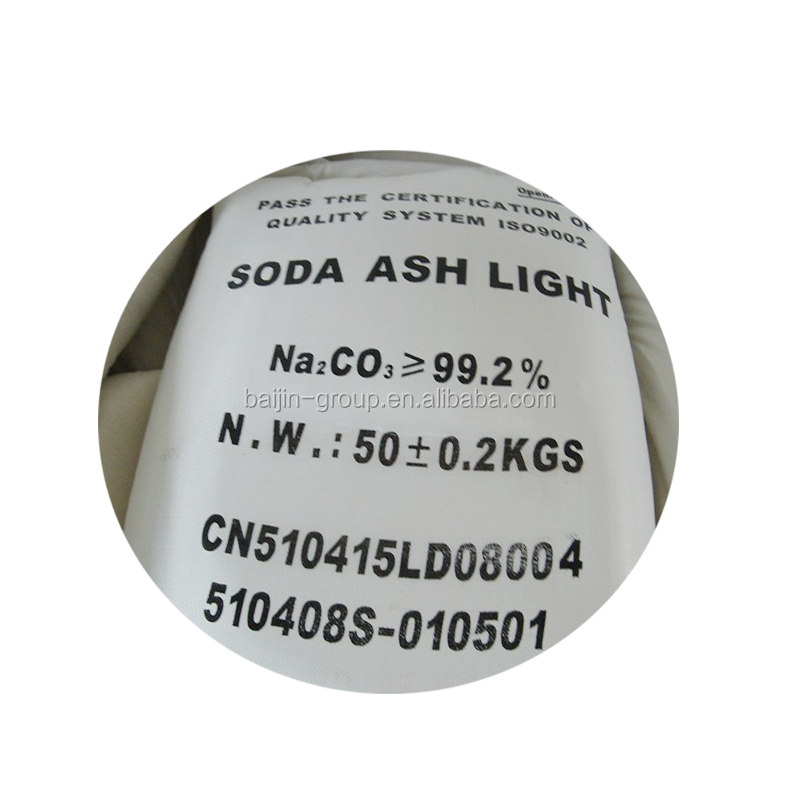 Open
PASS THE CERTIFICATION OF
QUALITY SYSTEM ISO9002
SODA ASH LIGHT
Na₂CO₃≥99.2%
baijin-group.en.alibaba.com
N.W.:50±0.2KGS
CN510415LD08004
510408S-010501